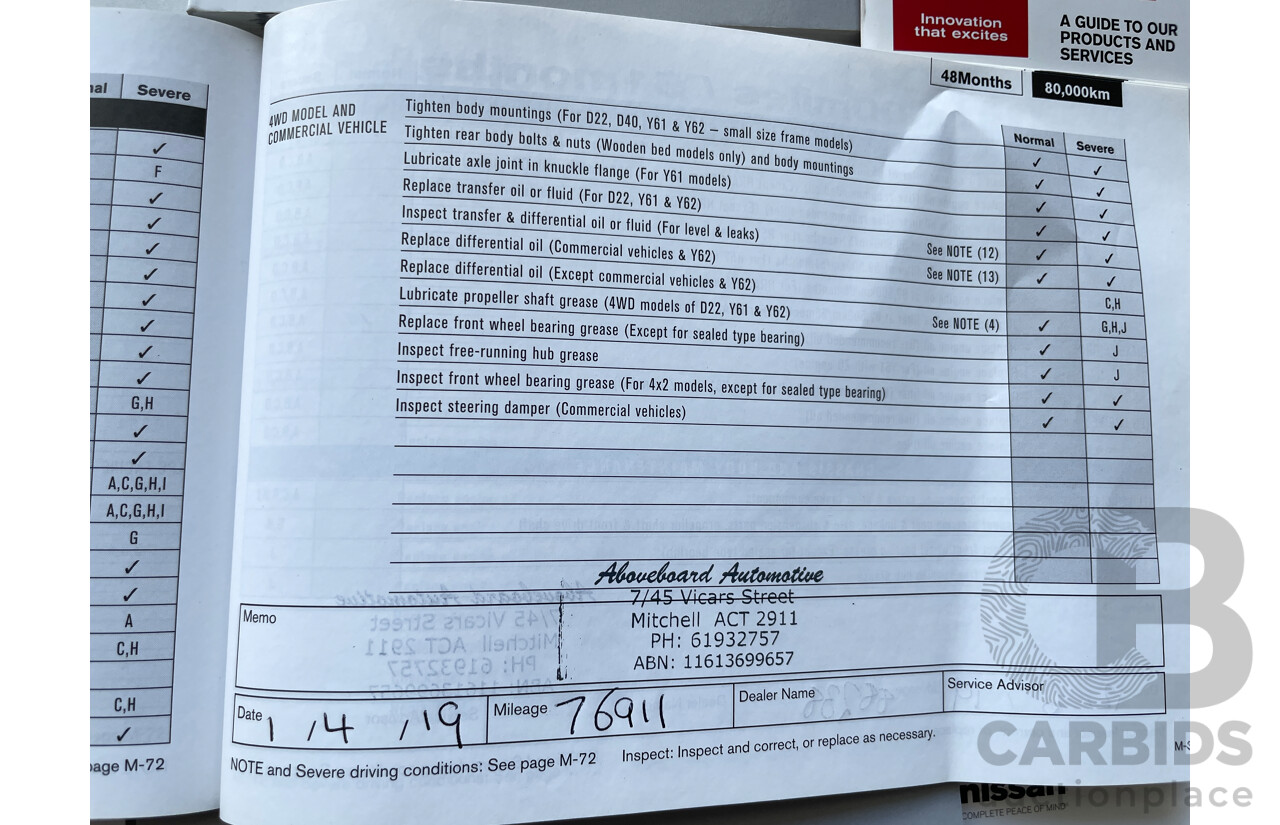 Innovation
that excites
A GUIDE TO OUR
PRODUCTS AND
SERVICES
48Months
80,000km
Severe
✓
F
✓
✓
✓
✓
✓
✓
✓
✓
G,H
✓
✓
A,C,G,H,I
A,C,G,H,I
G
✓
✓
A
C,H
C,H
✓
page M-72
4WD MODEL AND
COMMERCIAL VEHICLE
Normal Severe
Tighten body mountings (For D22, D40, Y61 & Y62 – small size frame models) ✓ ✓
Tighten rear body bolts & nuts (Wooden bed models only) and body mountings ✓ ✓
Lubricate axle joint in knuckle flange (For Y61 models) ✓ ✓
Replace transfer oil or fluid (For D22, Y61 & Y62) ✓ ✓
Inspect transfer & differential oil or fluid (For level & leaks) See NOTE (12) ✓ ✓
Replace differential oil (Commercial vehicles & Y62) See NOTE (13) ✓ ✓
Replace differential oil (Except commercial vehicles & Y62) C,H
Lubricate propeller shaft grease (4WD models of D22, Y61 & Y62) See NOTE (4) ✓ G,H,J
Replace front wheel bearing grease (Except for sealed type bearing) ✓ J
Inspect free-running hub grease ✓ J
Inspect front wheel bearing grease (For 4x2 models, except for sealed type bearing) ✓ ✓
Inspect steering damper (Commercial vehicles) ✓ ✓
Aboveboard Automotive
7/45 Vicars Street
Mitchell ACT 2911
PH: 61932757
ABN: 11613699657
Memo
Date 1 / 4 / 19
Mileage 76911
Dealer Name
Service Advisor
NOTE and Severe driving conditions: See page M-72
Inspect: Inspect and correct, or replace as necessary.
CB
CARBIDS
auctionplace
nissan
COMPLETE PEACE OF MIND